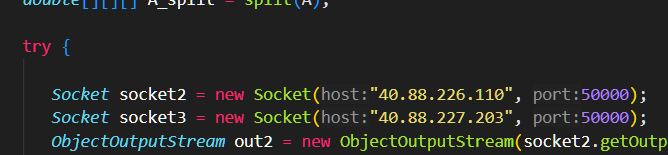 double[][][] A_split = split(A);
try {
Socket socket2 = new Socket(host:"40.88.226.110", port:50000);
Socket socket3 = new Socket(host:"40.88.227.203", port:50000);
ObjectOutputStream out2 = new ObjectOutputStream(socket2.getOutp